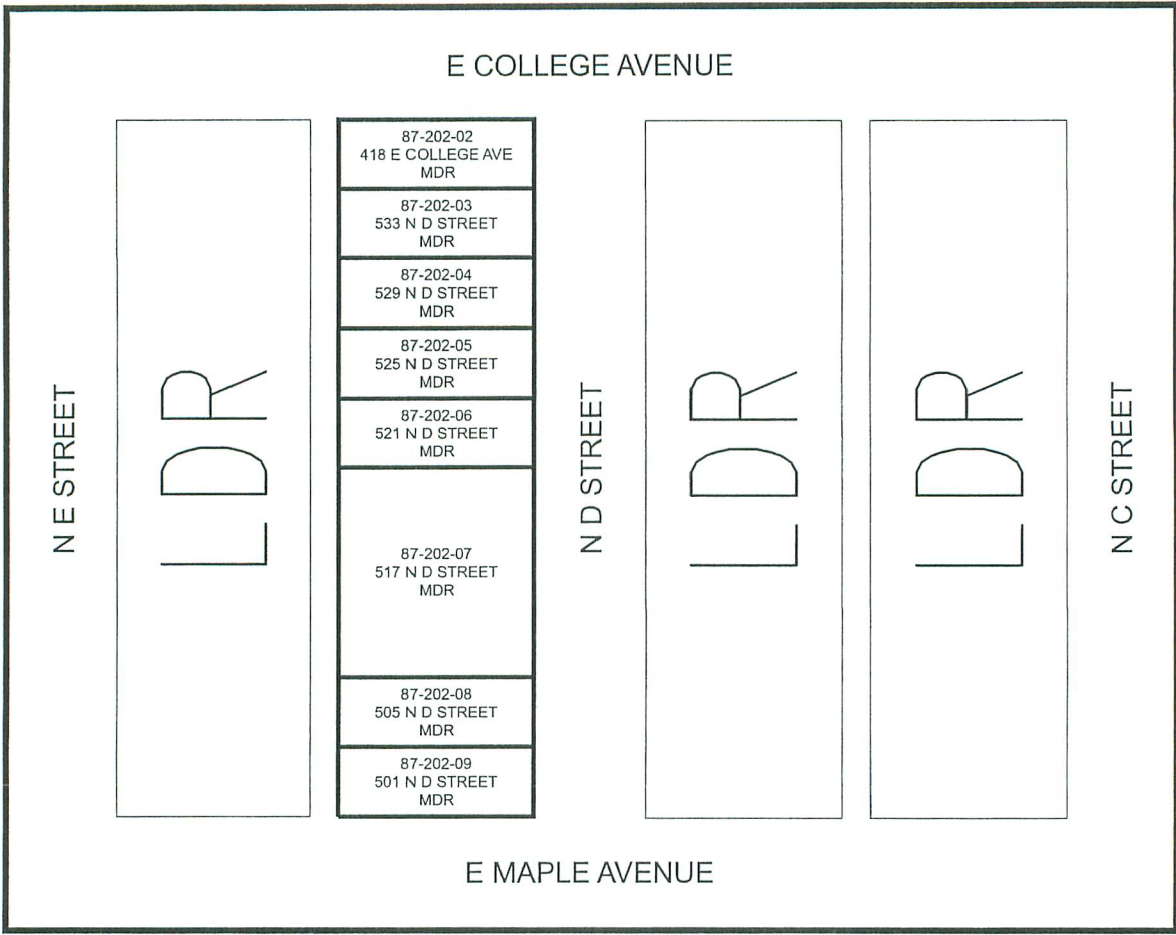 E COLLEGE AVENUE
N E STREET
LDR
87-202-02
418 E COLLEGE AVE
MDR
87-202-03
533 N D STREET
MDR
87-202-04
529 N D STREET
MDR
87-202-05
525 N D STREET
MDR
87-202-06
521 N D STREET
MDR
87-202-07
517 N D STREET
MDR
87-202-08
505 N D STREET
MDR
87-202-09
501 N D STREET
MDR
N D STREET
LDR
LDR
N C STREET
E MAPLE AVENUE